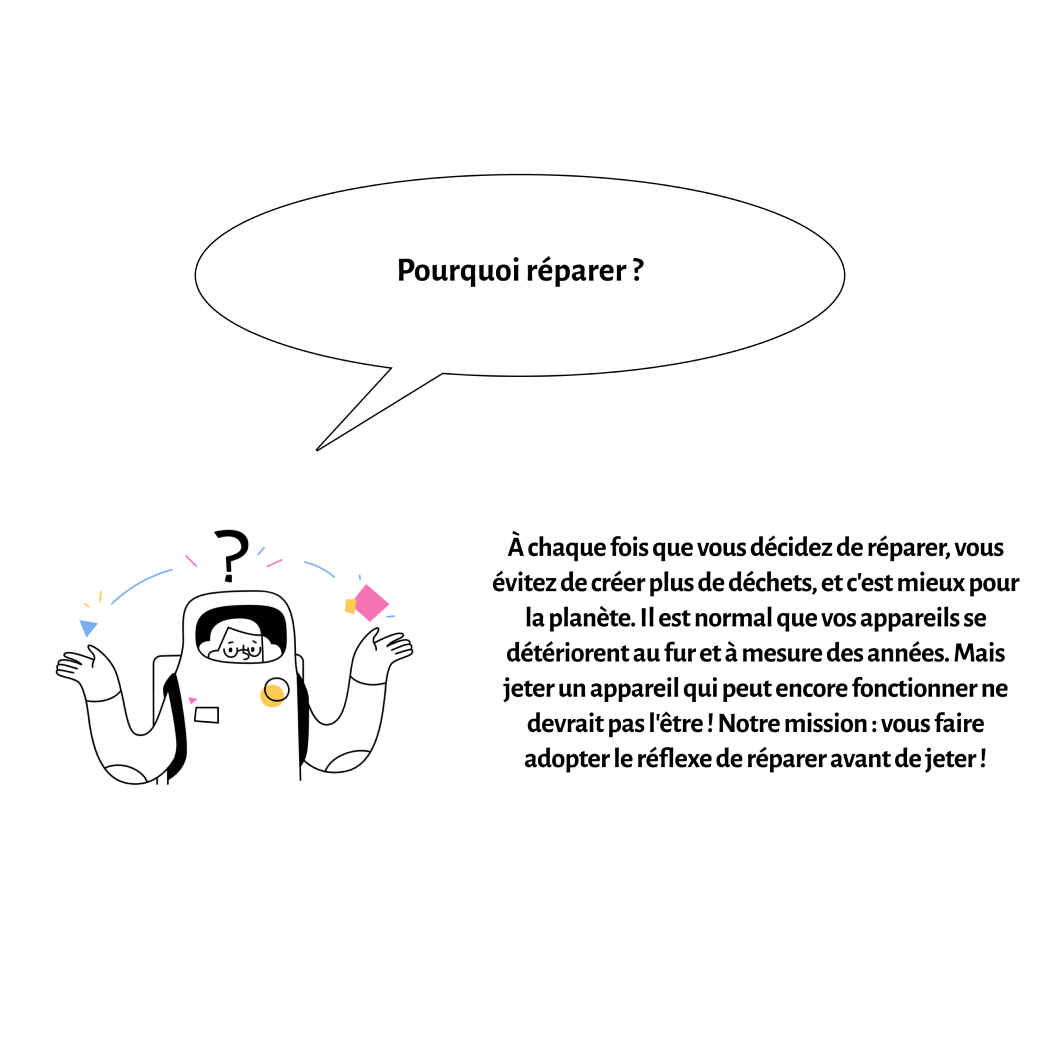 Pourquoi réparer ?
?
À chaque fois que vous décidez de réparer, vous
évitez de créer plus de déchets, et c'est mieux pour
la planète. Il est normal que vos appareils se
détériorent au fur et à mesure des années. Mais
jeter un appareil qui peut encore fonctionner ne
devrait pas l'être ! Notre mission : vous faire
adopter le réflexe de réparer avant de jeter !